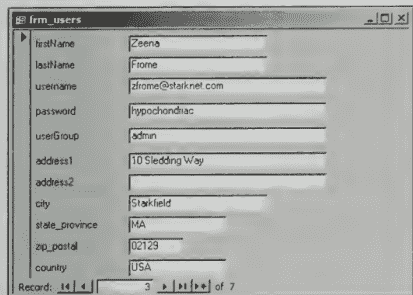 frm_users
firstName Zeena
lastName Frome
username zfrome@starknet.com
password hypochondriac
userGroup admin
address1 10 Sledding Way
address2
city Starkfield
state_province MA
zip_postal 02129
country USA
Record: 3 of 7